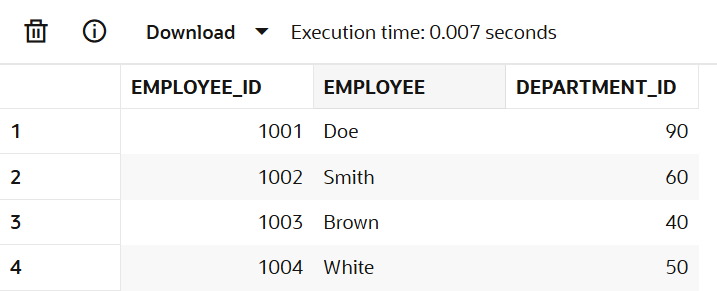 Download Execution time: 0.007 seconds
EMPLOYEE_ID EMPLOYEE DEPARTMENT_ID
1 1001 Doe 90
2 1002 Smith 60
3 1003 Brown 40
4 1004 White 50